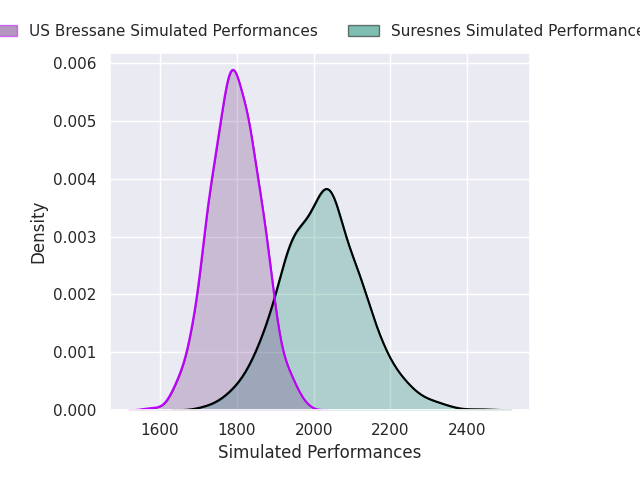 US Bressane Simulated Performances
Suresnes Simulated Performance
0.006
0.005
0.004
0.003
0.002
0.001
0.000
Density
1600 1800 2000 2200 2400
Simulated Performances